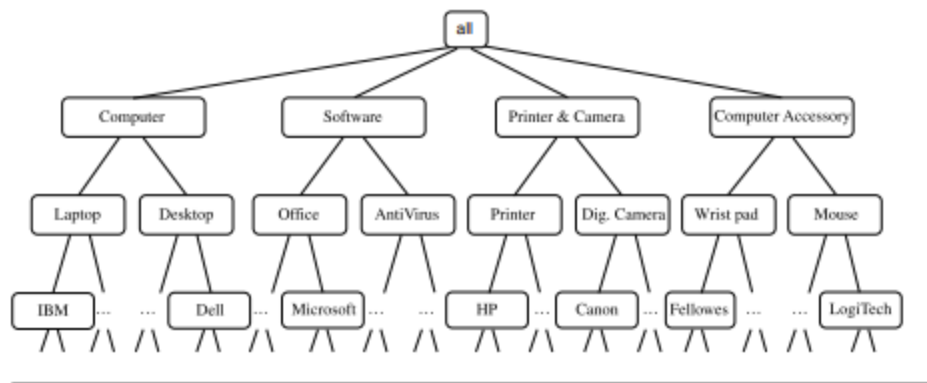 all
Computer
Software
Printer & Camera
Computer Accessory
Laptop
Desktop
Office
AntiVirus
Printer
Dig. Camera
Wrist pad
Mouse
IBM
...
...
Dell
...
Microsoft
...
...
HP
...
Canon
...
Fellowes
...
...
LogiTech